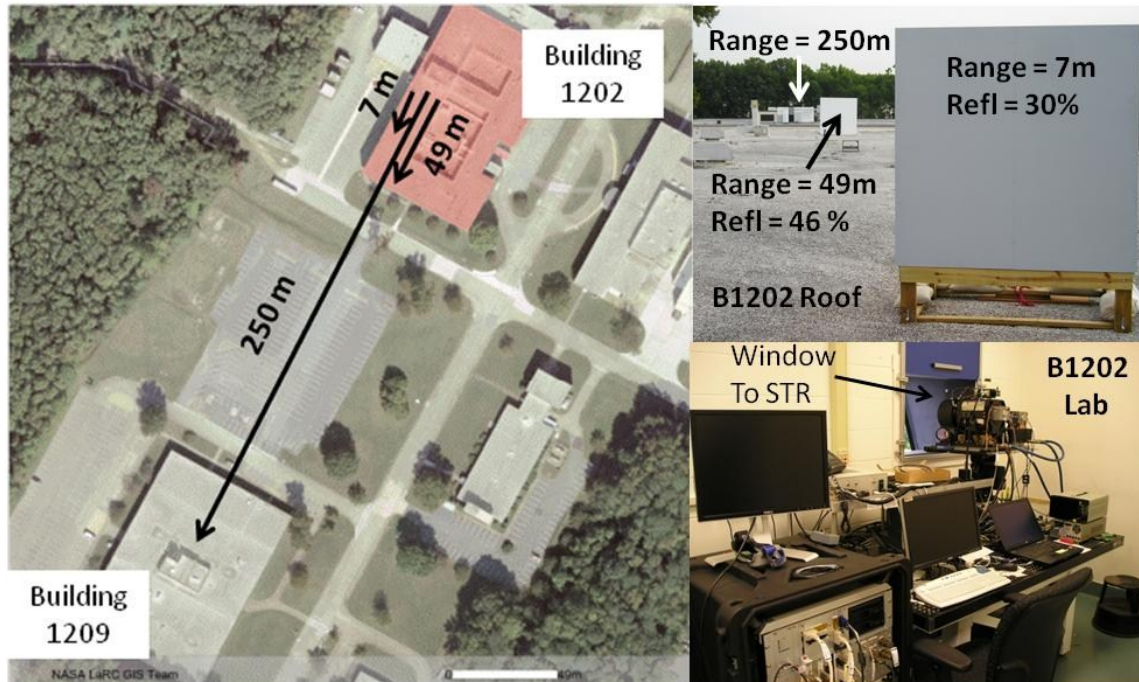 Building
1202
7 m
49 m
250 m
Building
1209
NASA LaRC GIS Team
0
49m
Range = 250m
Range = 7m
Refl = 30%
Range = 49m
Refl = 46 %
B1202 Roof
Window
To STR
B1202
Lab